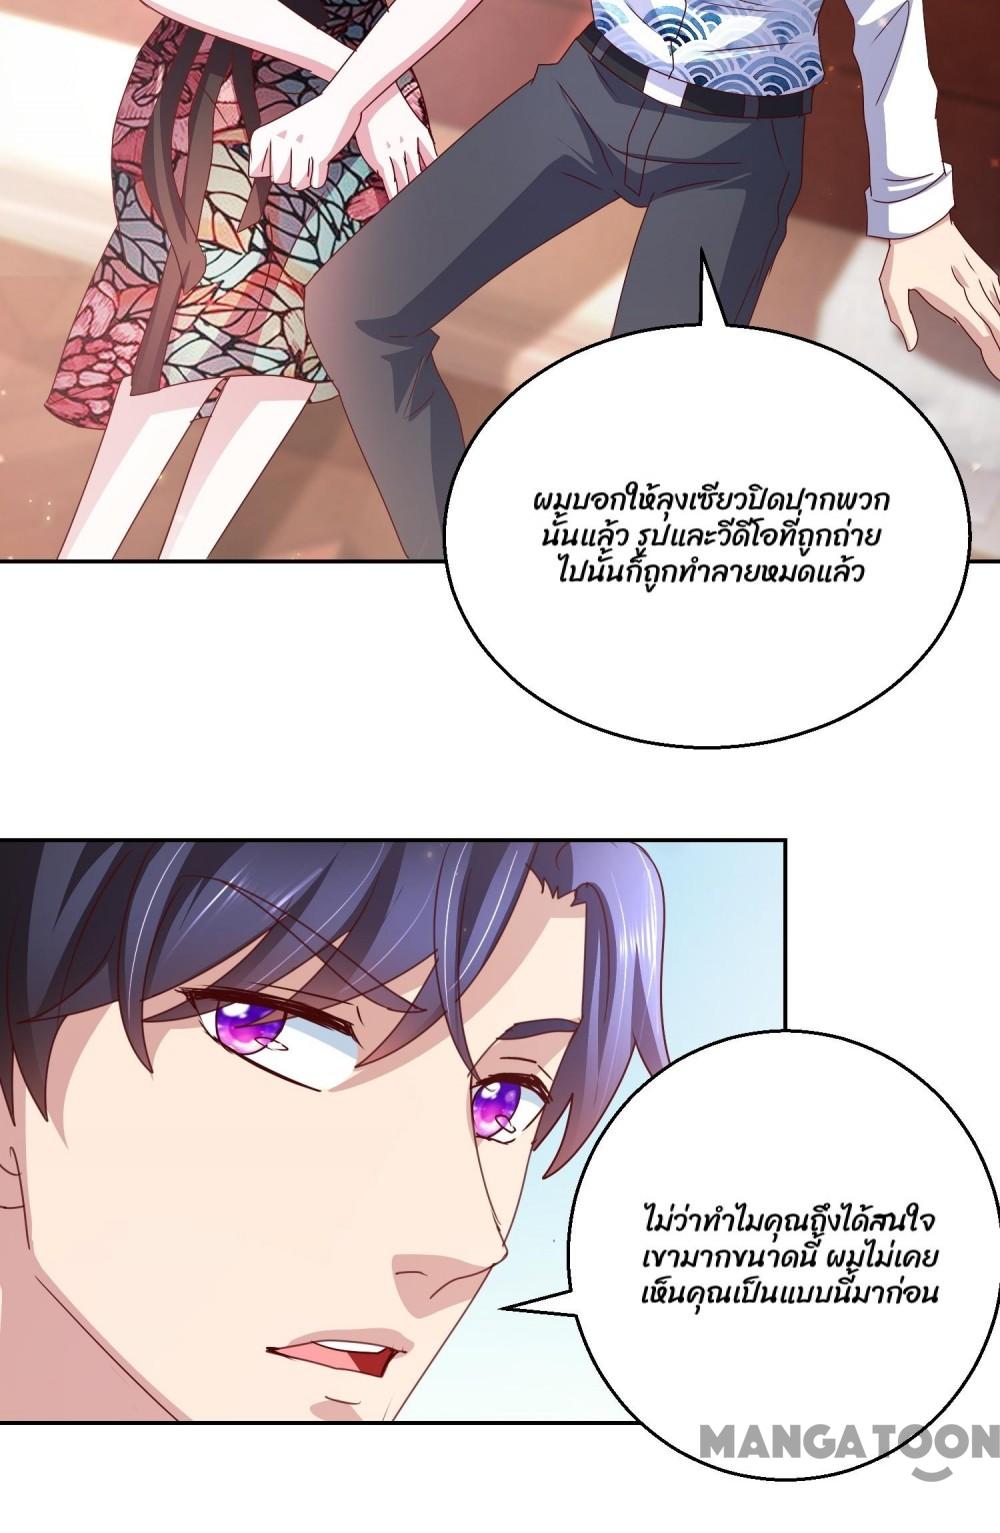 ผมบอกให้ลุงเซียวปิดปากพวก
นั้นแล้ว รูปและวีดีโอที่ถูกถ่าย
ไปนั้นก็ถูกทำลายหมดแล้ว
ไม่ว่าทำไมคุณถึงได้สนใจ
เขามากขนาดนี้ ผมไม่เคย
เห็นคุณเป็นแบบนี้มาก่อน
MANGATOON